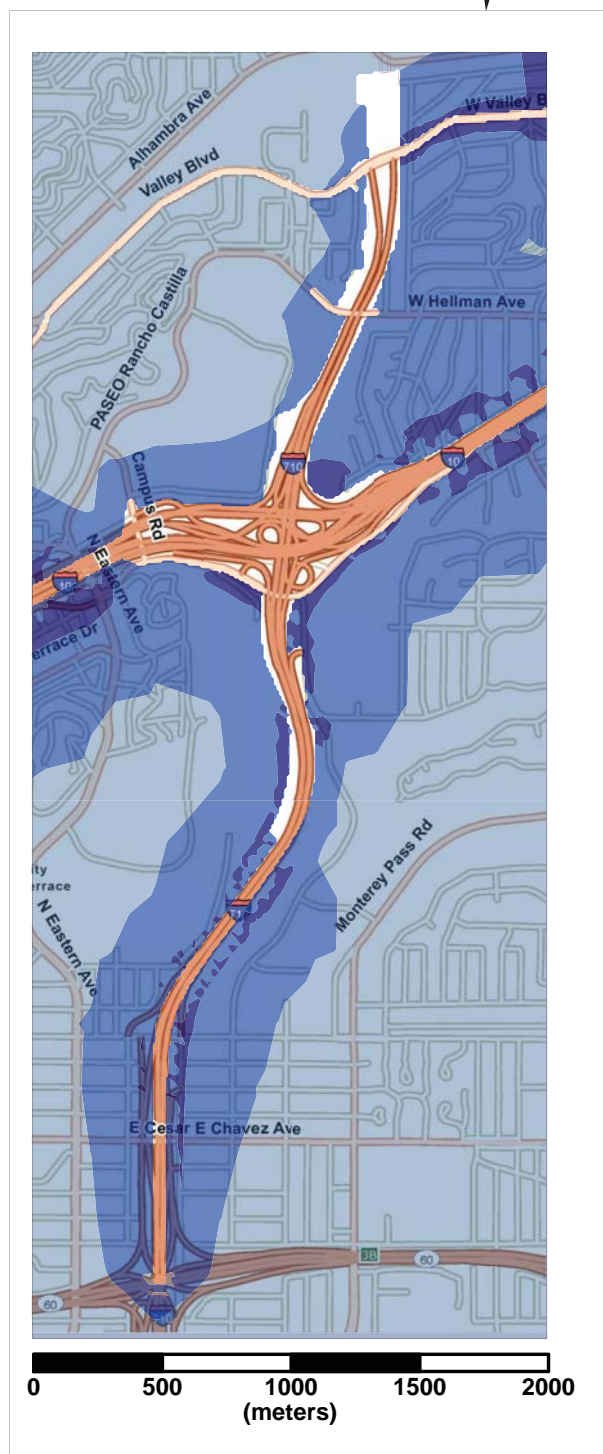 W Valley B
Alhambra Ave
Valley Blvd
PASEO Rancho Castilla
W Hellman Ave
710
10
Campus Rd
N Eastern Ave
10
errace Dr
Monterey Pass Rd
ity
errace
71
N Eastern Ave
E Cesar E Chavez Ave
3B
60
60
0 500 1000 1500 2000
(meters)